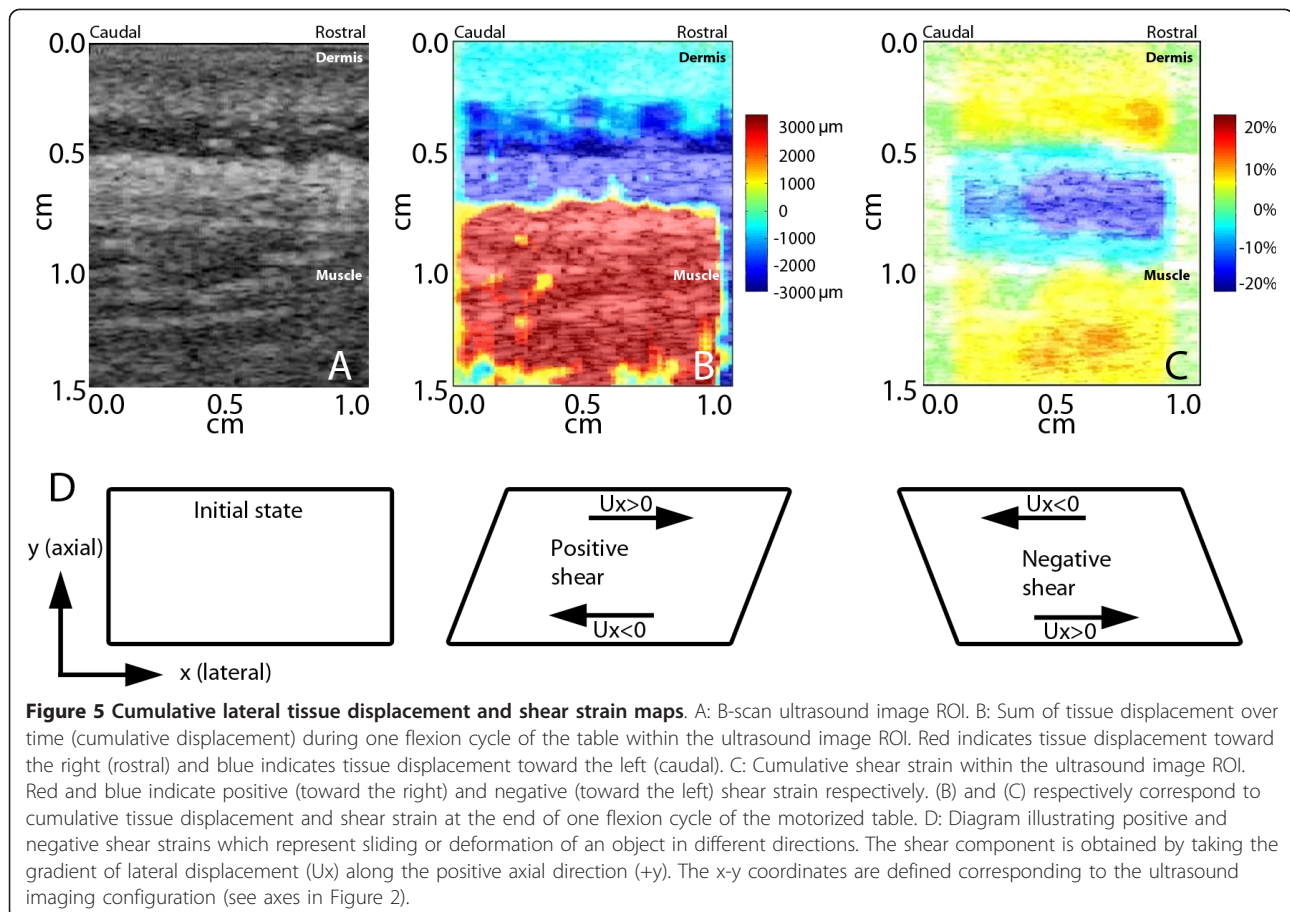 Caudal Rostral
0.0
Dermis
0.5
cm
1.0
Muscle
A
1.5
0.0 0.5 1.0
cm
Caudal Rostral
0.0
Dermis
0.5
cm
1.0
Muscle
B
1.5
0.0 0.5 1.0
cm
3000 µm
2000
1000
0
-1000
-2000
-3000 µm
Caudal Rostral
0.0
Dermis
0.5
cm
1.0
Muscle
C
1.5
0.0 0.5 1.0
cm
20%
10%
0%
-10%
-20%
D
Initial state
y (axial)
x (lateral)
Ux>0
Positive
shear
Ux<0
Ux<0
Negative
shear
Ux>0
Figure 5 Cumulative lateral tissue displacement and shear strain maps. A: B-scan ultrasound image ROI. B: Sum of tissue displacement over
time (cumulative displacement) during one flexion cycle of the table within the ultrasound image ROI. Red indicates tissue displacement toward
the right (rostral) and blue indicates tissue displacement toward the left (caudal). C: Cumulative shear strain within the ultrasound image ROI.
Red and blue indicate positive (toward the right) and negative (toward the left) shear strain respectively. (B) and (C) respectively correspond to
cumulative tissue displacement and shear strain at the end of one flexion cycle of the motorized table. D: Diagram illustrating positive and
negative shear strains which represent sliding or deformation of an object in different directions. The shear component is obtained by taking the
gradient of lateral displacement (Ux) along the positive axial direction (+y). The x-y coordinates are defined corresponding to the ultrasound
imaging configuration (see axes in Figure 2).